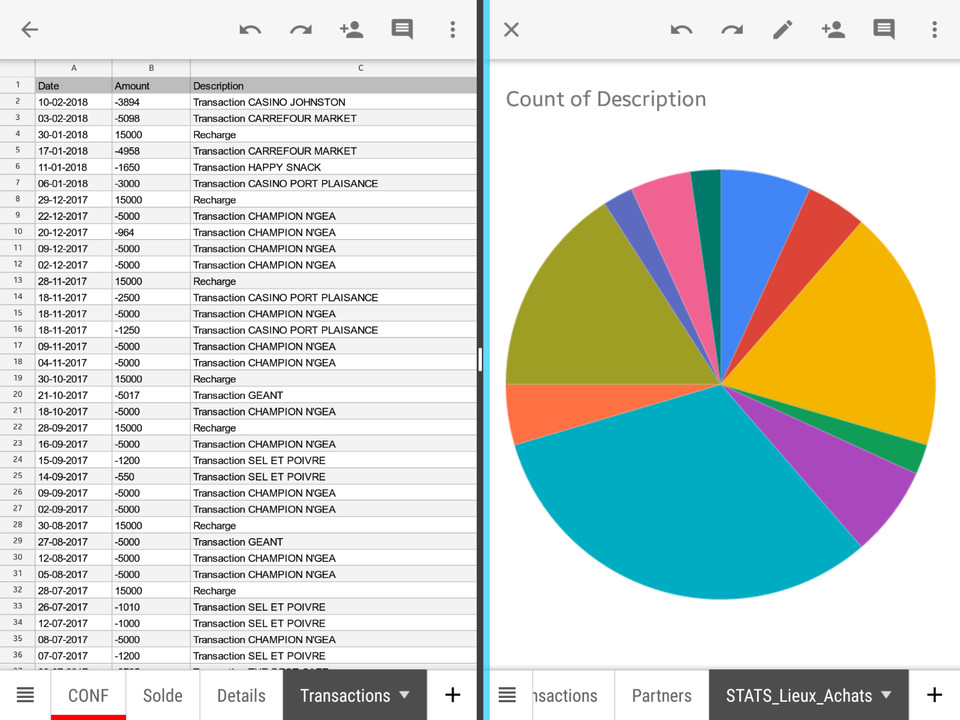 A B C
1 Date Amount Description
2 10-02-2018 -3894 Transaction CASINO JOHNSTON
3 03-02-2018 -5098 Transaction CARREFOUR MARKET
4 30-01-2018 15000 Recharge
5 17-01-2018 -4958 Transaction CARREFOUR MARKET
6 11-01-2018 -1650 Transaction HAPPY SNACK
7 06-01-2018 -3000 Transaction CASINO PORT PLAISANCE
8 29-12-2017 15000 Recharge
9 22-12-2017 -5000 Transaction CHAMPION N'GEA
10 20-12-2017 -964 Transaction CHAMPION N'GEA
11 09-12-2017 -5000 Transaction CHAMPION N'GEA
12 02-12-2017 -5000 Transaction CHAMPION N'GEA
13 28-11-2017 15000 Recharge
14 18-11-2017 -2500 Transaction CASINO PORT PLAISANCE
15 18-11-2017 -5000 Transaction CHAMPION N'GEA
16 18-11-2017 -1250 Transaction CASINO PORT PLAISANCE
17 09-11-2017 -5000 Transaction CHAMPION N'GEA
18 04-11-2017 -5000 Transaction CHAMPION N'GEA
19 30-10-2017 15000 Recharge
20 21-10-2017 -5017 Transaction GEANT
21 18-10-2017 -5000 Transaction CHAMPION N'GEA
22 28-09-2017 15000 Recharge
23 16-09-2017 -5000 Transaction CHAMPION N'GEA
24 15-09-2017 -1200 Transaction SEL ET POIVRE
25 14-09-2017 -550 Transaction SEL ET POIVRE
26 09-09-2017 -5000 Transaction CHAMPION N'GEA
27 02-09-2017 -5000 Transaction CHAMPION N'GEA
28 30-08-2017 15000 Recharge
29 27-08-2017 -5000 Transaction GEANT
30 12-08-2017 -5000 Transaction CHAMPION N'GEA
31 05-08-2017 -5000 Transaction CHAMPION N'GEA
32 28-07-2017 15000 Recharge
33 26-07-2017 -1010 Transaction SEL ET POIVRE
34 12-07-2017 -1000 Transaction SEL ET POIVRE
35 08-07-2017 -5000 Transaction CHAMPION N'GEA
36 07-07-2017 -1200 Transaction SEL ET POIVRE
CONF Solde Details Transactions
Count of Description
nsactions Partners STATS_Lieux_Achats